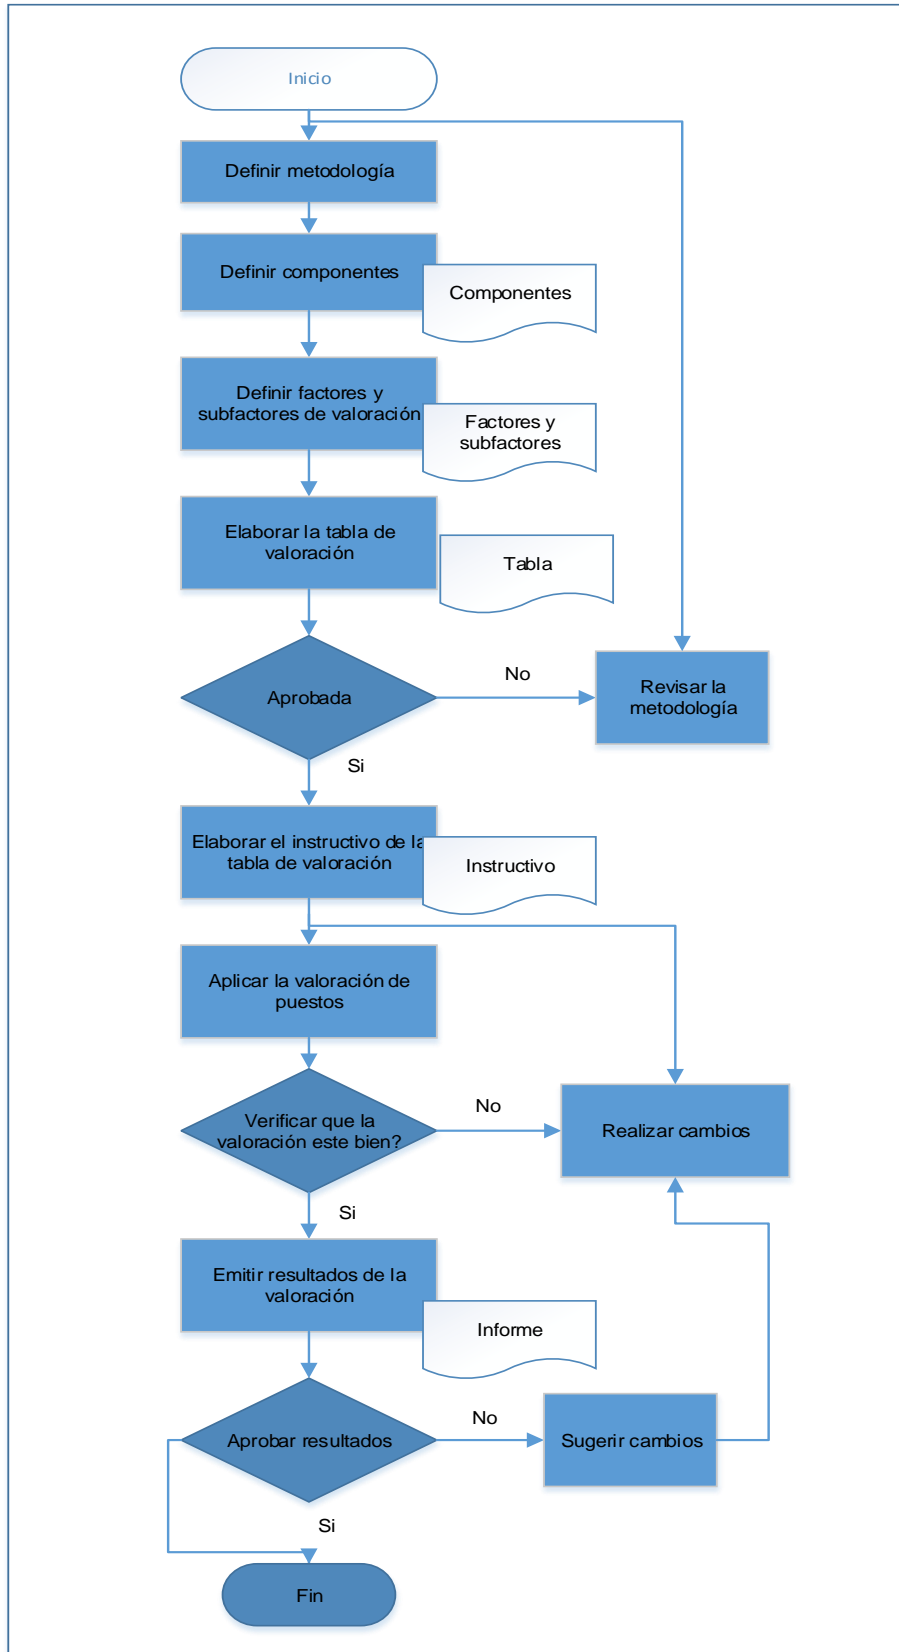 Inicio
Definir metodología
Definir componentes
Componentes
Definir factores y
subfactores de valoración
Factores y
subfactores
Elaborar la tabla de
valoración
Tabla
Aprobada
No
Revisar la
metodología
Si
Elaborar el instructivo de la
tabla de valoración
Instructivo
Aplicar la valoración de
puestos
Verificar que la
valoración este bien?
No
Realizar cambios
Si
Emitir resultados de la
valoración
Informe
Aprobar resultados
No
Sugerir cambios
Si
Fin